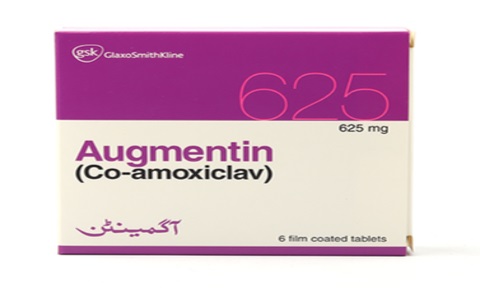 gsk GlaxoSmithKline
625
625 mg
Augmentin
(Co-amoxiclav)
آگمینٹن
6 film coated tablets